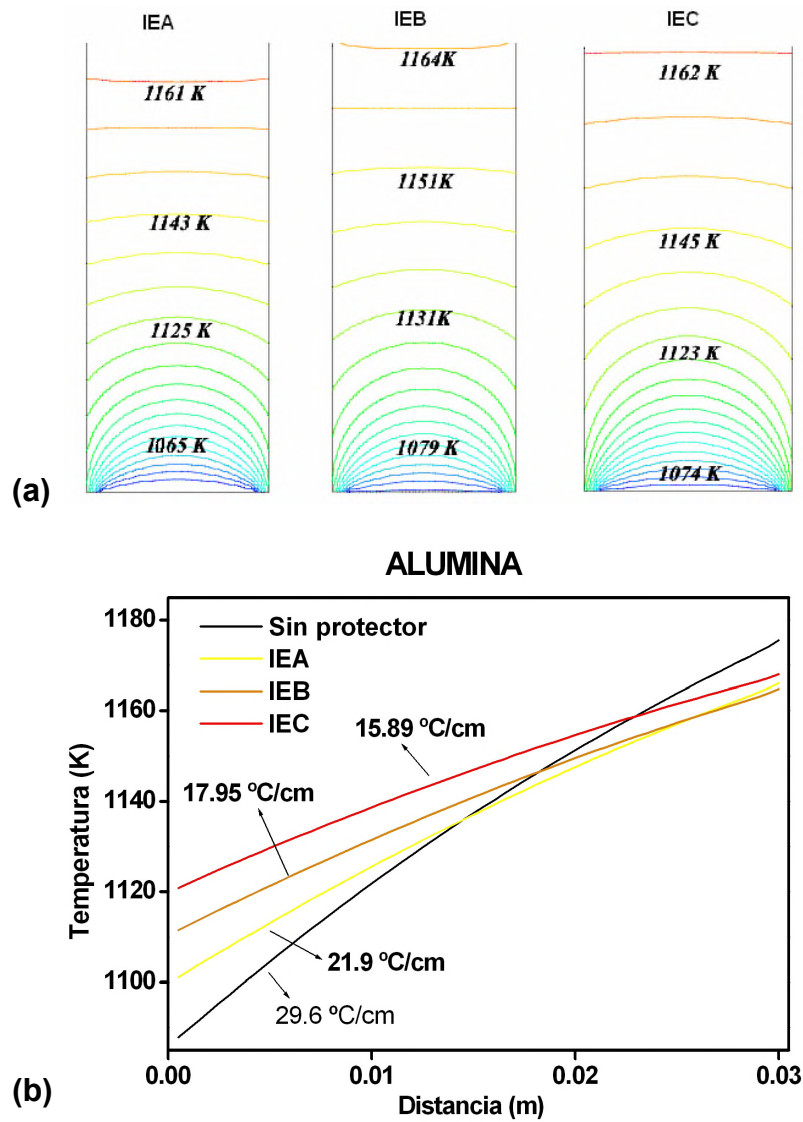 IEA
IEB
IEC
1161 K
1164K
1162 K
1143 K
1151K
1145 K
1125 K
1131K
1123 K
1065 K
1079 K
1074 K
(a)
ALUMINA
1180
1160
1140
1120
1100
Temperatura (K)
Sin protector
IEA
IEB
IEC
15.89 ºC/cm
17.95 ºC/cm
21.9 ºC/cm
29.6 ºC/cm
0.00
0.01
0.02
0.03
Distancia (m)
(b)